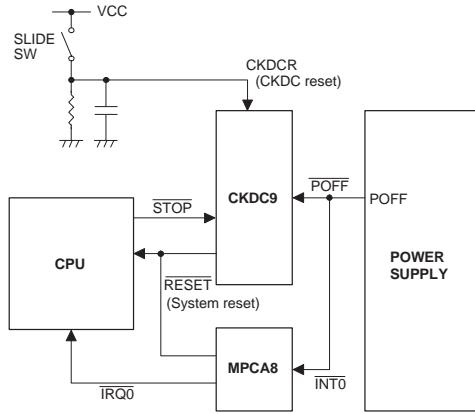 VCC
SLIDE
SW
CKDCR
(CKDC reset)
POFF
POFF
STOP
CKDC9
CPU
POWER
SUPPLY
RESET
(System reset)
MPCA8
INT0
IRQ0